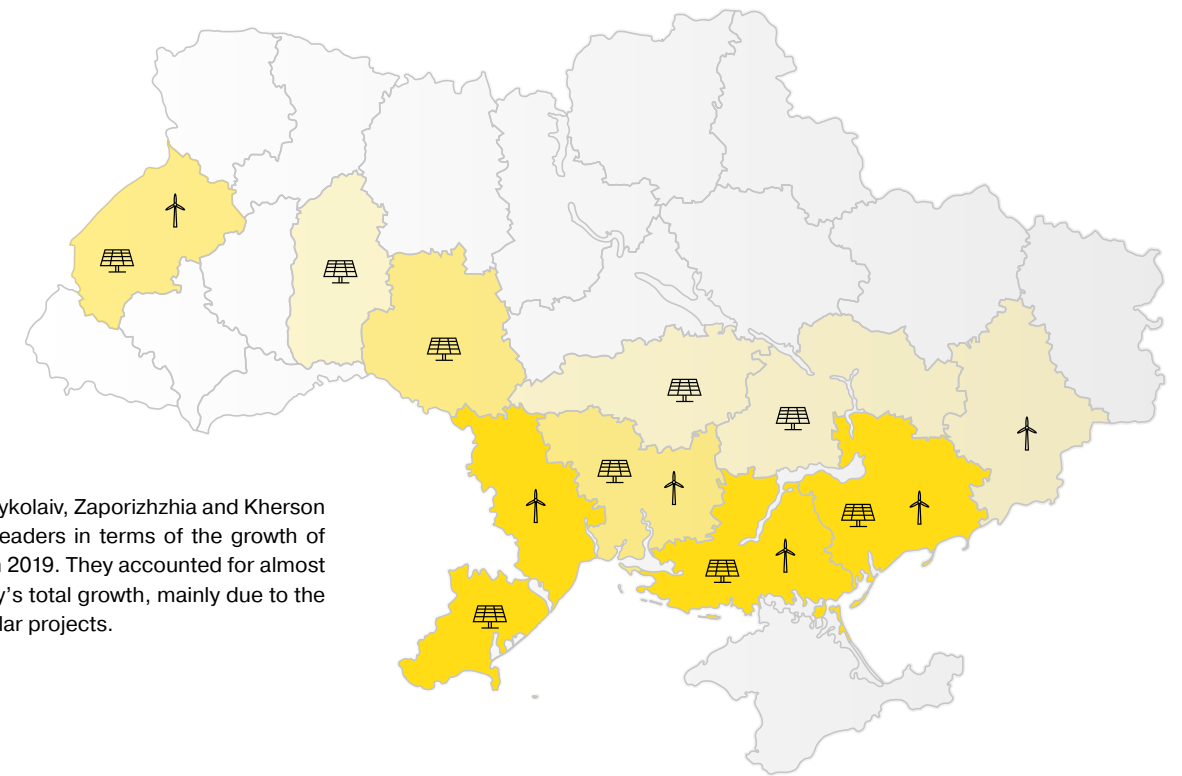 ykolaiv, Zaporizhzhia and Kherson
eaders in terms of the growth of
n 2019. They accounted for almost
y’s total growth, mainly due to the
lar projects.